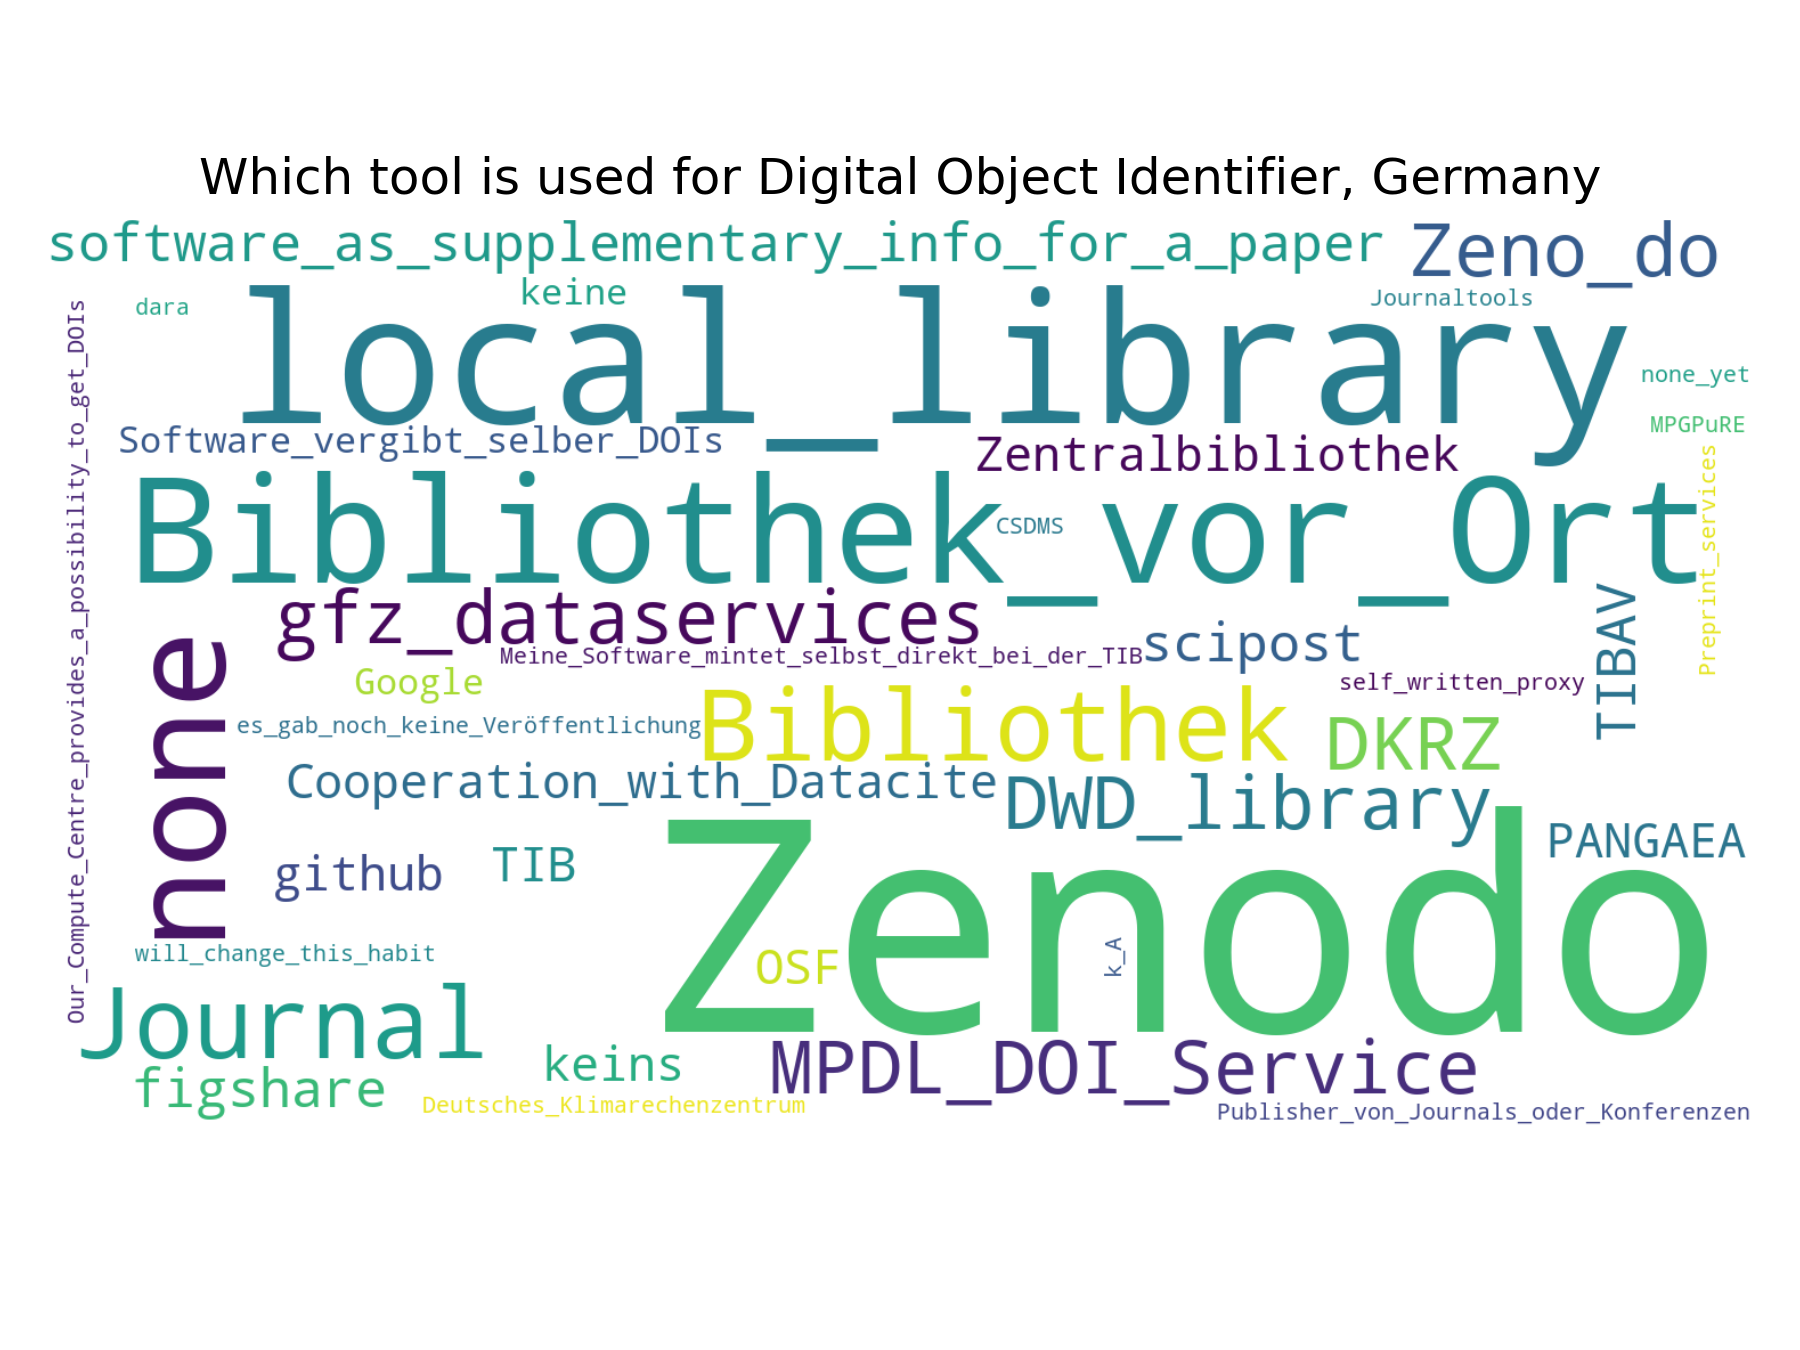 Which tool is used for Digital Object Identifier, Germany
software_as_supplementary_info_for_a_paper
Zeno_do
keine
Journaltools
dara
local_library
Our_Compute_Centre_provides_a_possibility_to_get_DOIs
none_yet
MPGPuRE
Software_vergibt_selber_DOIs
Zentralbibliothek
Preprint_services
Bibliothek_vor_Ort
CSDMS
gfz_dataservices
scipost
TIBAV
Meine_Software_mintet_selbst_direkt_bei_der_TIB
none
Google
self_written_proxy
es_gab_noch_keine_Veröffentlichung
Bibliothek
DKRZ
Cooperation_with_Datacite
DWD_library
PANGAEA
github
TIB
Zenodo
will_change_this_habit
OSF
k_A
Journal
keins
MPDL_DOI_Service
figshare
Deutsches_Klimarechenzentrum
Publisher_von_Journals_oder_Konferenzen